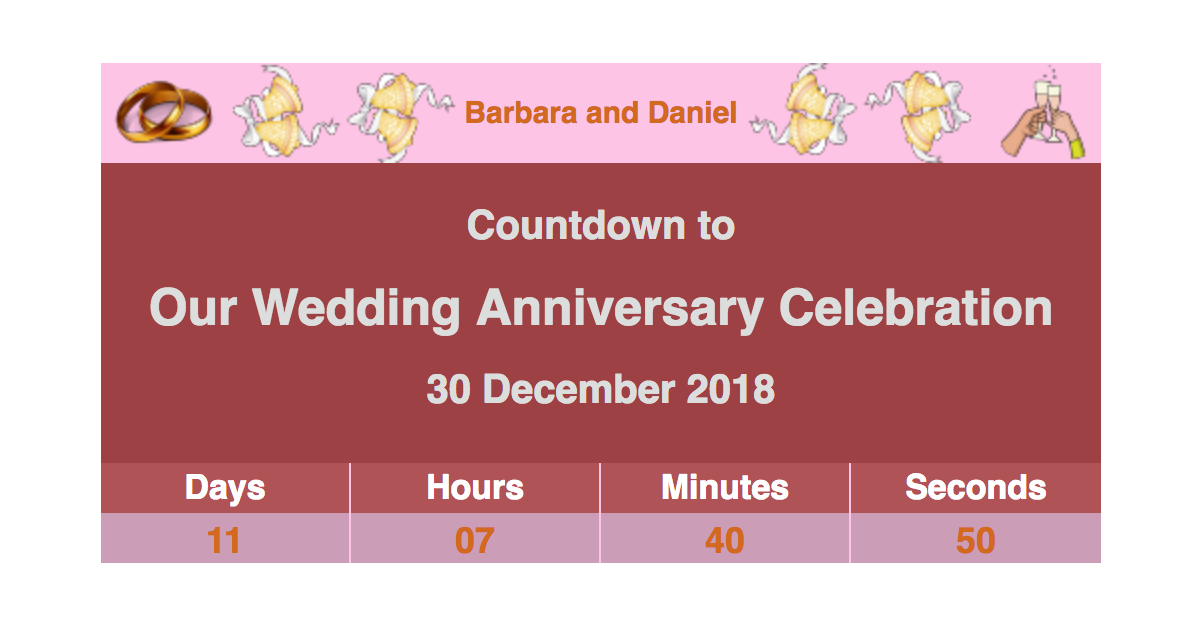 Barbara and Daniel
Countdown to
Our Wedding Anniversary Celebration
30 December 2018
Days Hours Minutes Seconds
11 07 40 50